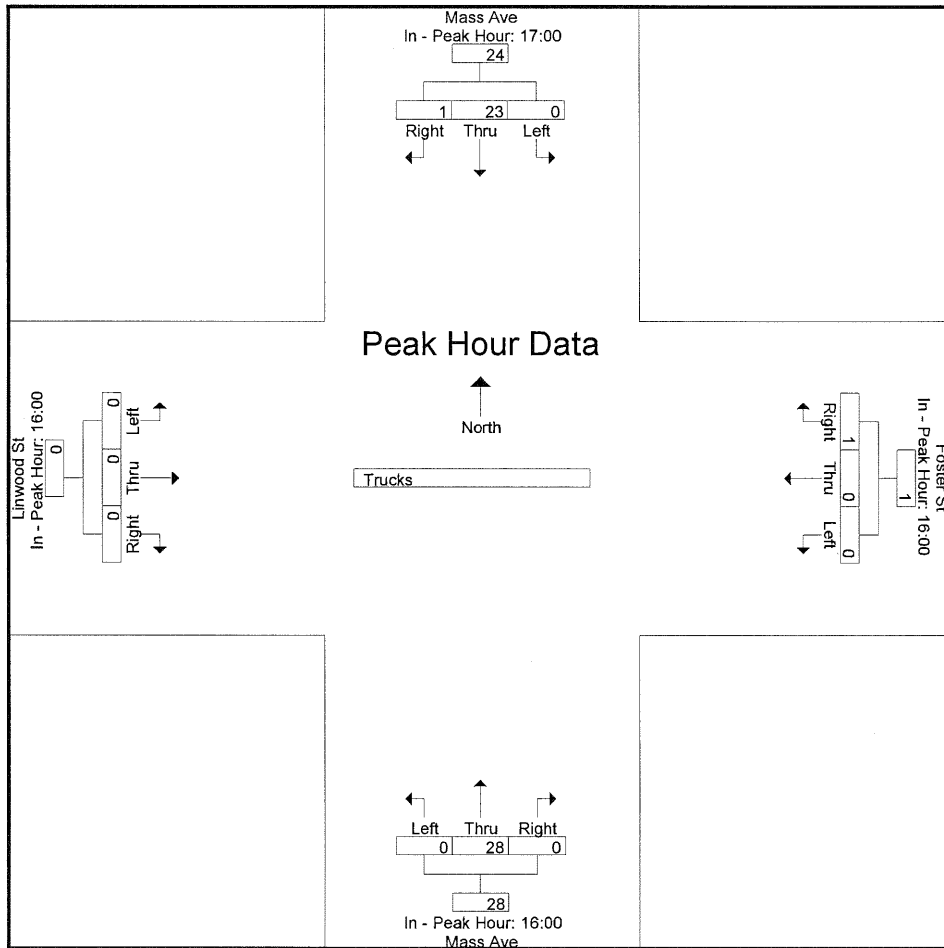 Mass Ave
In - Peak Hour: 17:00
24
1 23 0
Right Thru Left
Peak Hour Data
North
Trucks
Linwood St
In - Peak Hour: 16:00
0
0 0 0
Left Thru Right
Right Thru Left
1 0 0
1
In - Peak Hour: 16:00
Foster St
Left Thru Right
0 28 0
28
In - Peak Hour: 16:00
Mass Ave